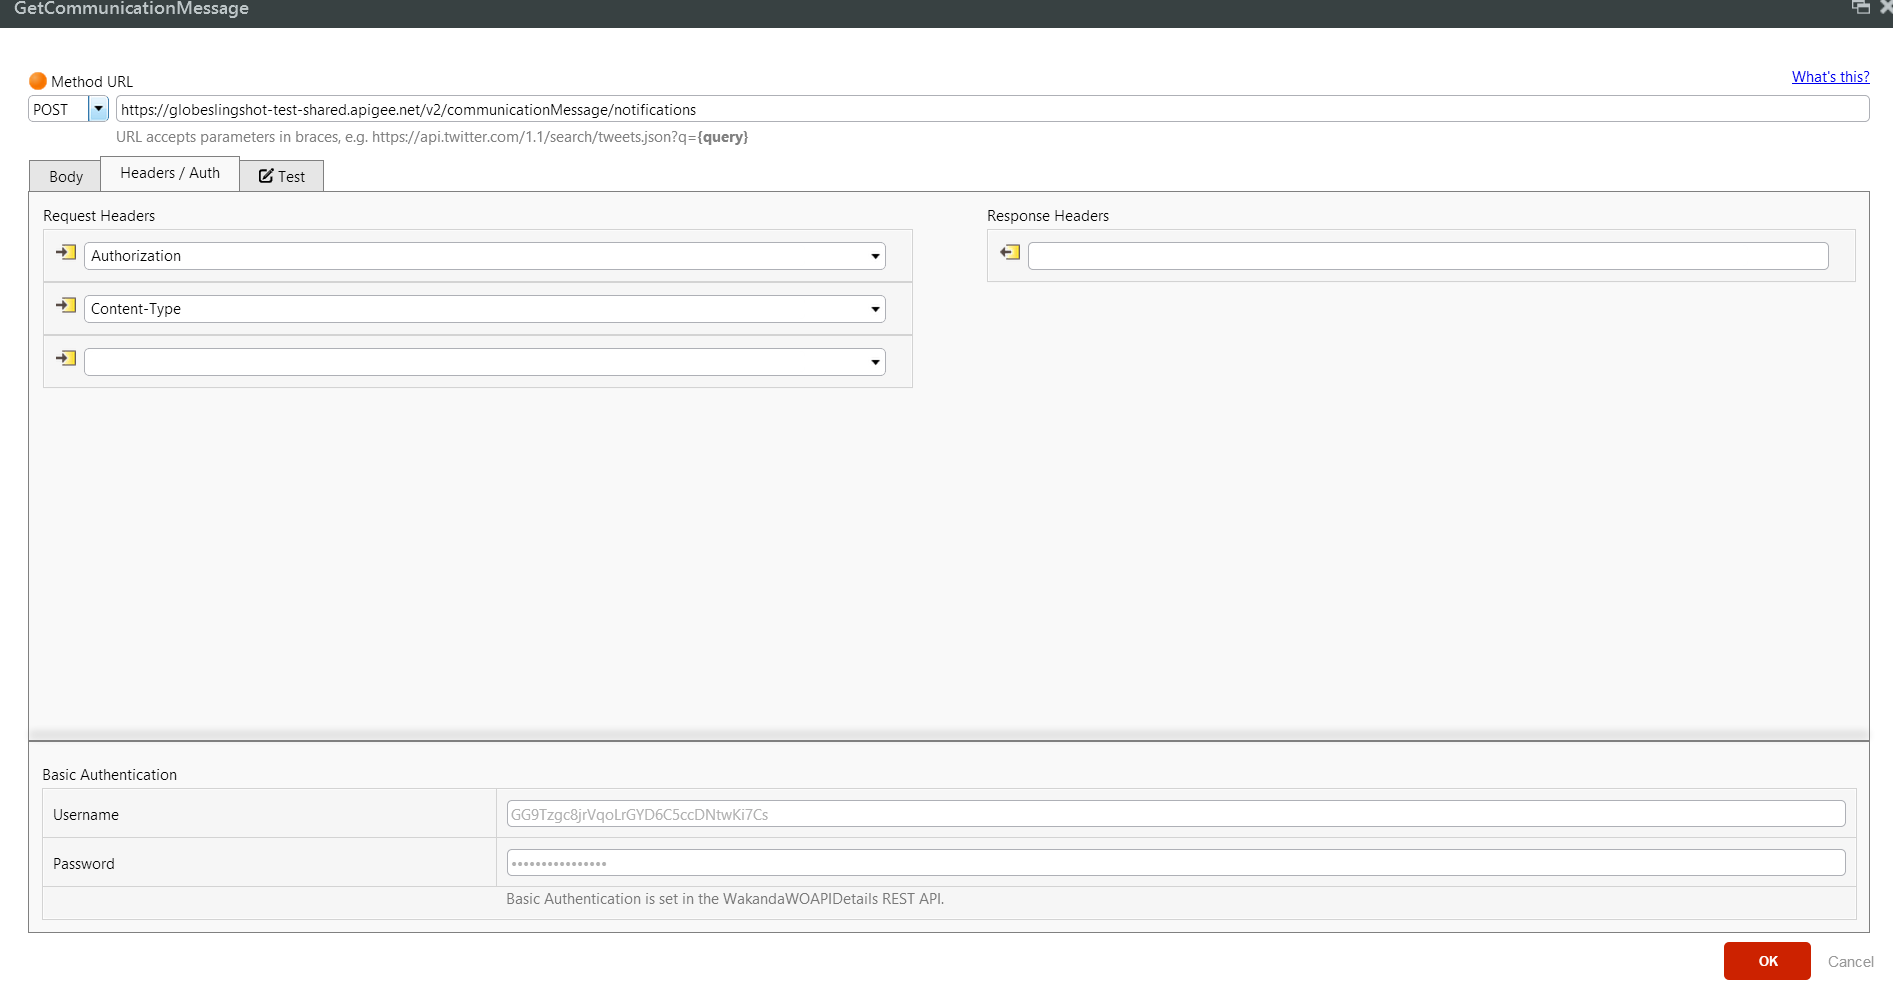 GetCommunicationMessage
What's this?
Method URL
POST
https://globeslingshot-test-shared.apigee.net/v2/communicationMessage/notifications
URL accepts parameters in braces, e.g. https://api.twitter.com/1.1/search/tweets.json?q={query}
Body
Headers / Auth
Test
Request Headers
Authorization
Content-Type
Response Headers
Basic Authentication
Username
GG9Tzgc8jrVqoLrGYD6C5ccDNtwKi7Cs
Password
••••••••••••••••
Basic Authentication is set in the WakandaWOAPIDetails REST API.
OK
Cancel